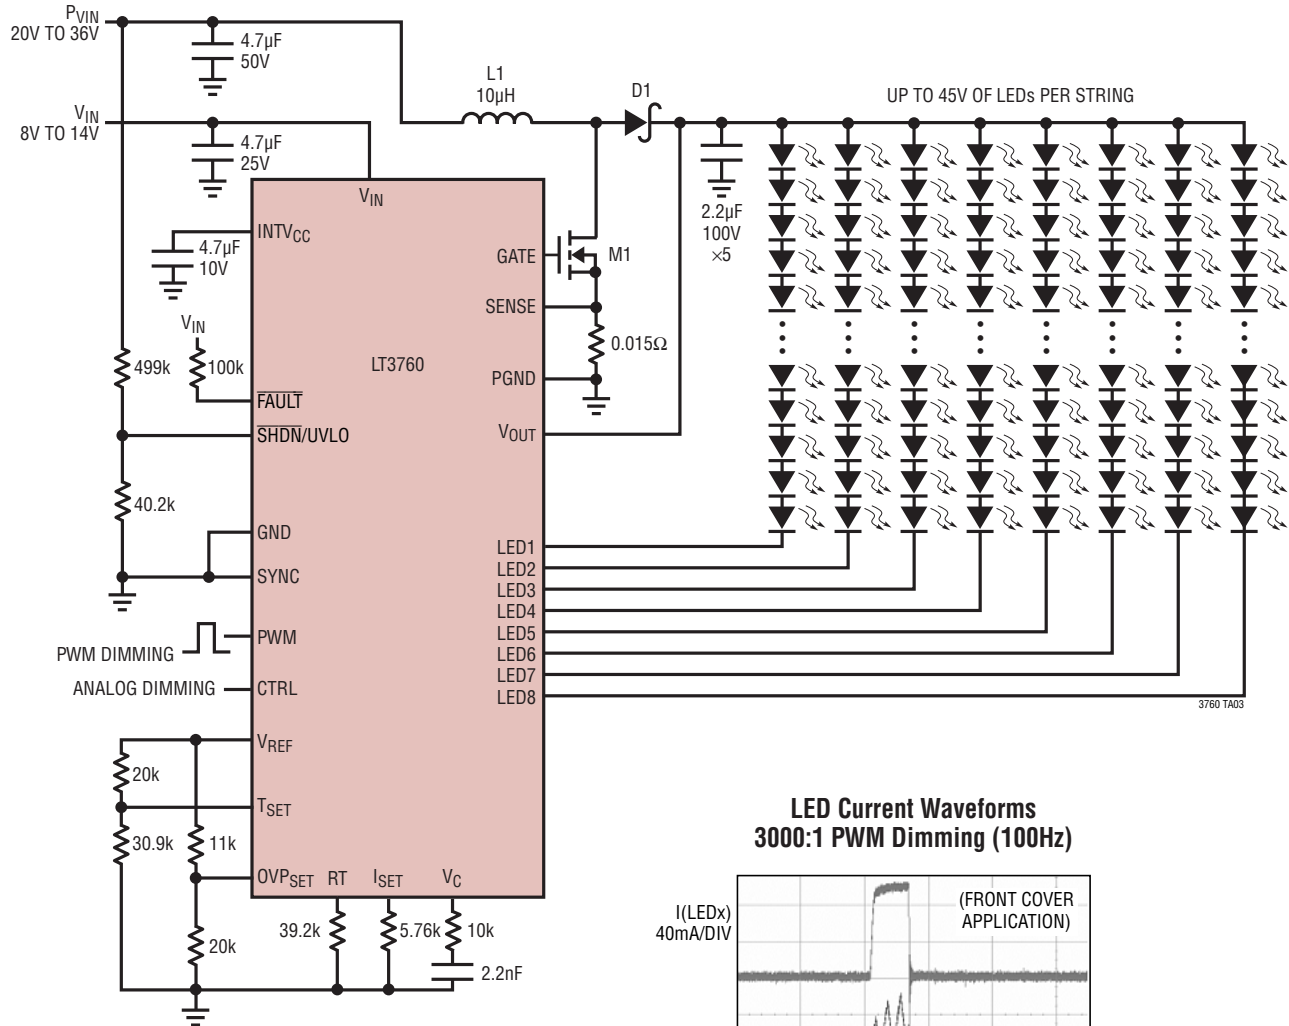 PVIN
20V TO 36V
4.7µF
50V
VIN
8V TO 14V
4.7µF
25V
L1
10µH
D1
UP TO 45V OF LEDs PER STRING
2.2µF
100V
×5
VIN
INTVCC
4.7µF
10V
GATE
M1
SENSE
0.015Ω
VIN
499k
100k
LT3760
PGND
FAULT
SHDN/UVLO
VOUT
40.2k
GND
SYNC
LED1
LED2
LED3
LED4
LED5
LED6
LED7
LED8
PWM DIMMING
PWM
ANALOG DIMMING
CTRL
3760 TA03
VREF
20k
TSET
30.9k
11k
OVPSET
RT
ISET
VC
39.2k
5.76k
10k
20k
2.2nF
LED Current Waveforms
3000:1 PWM Dimming (100Hz)
I(LEDx)
40mA/DIV
(FRONT COVER
APPLICATION)